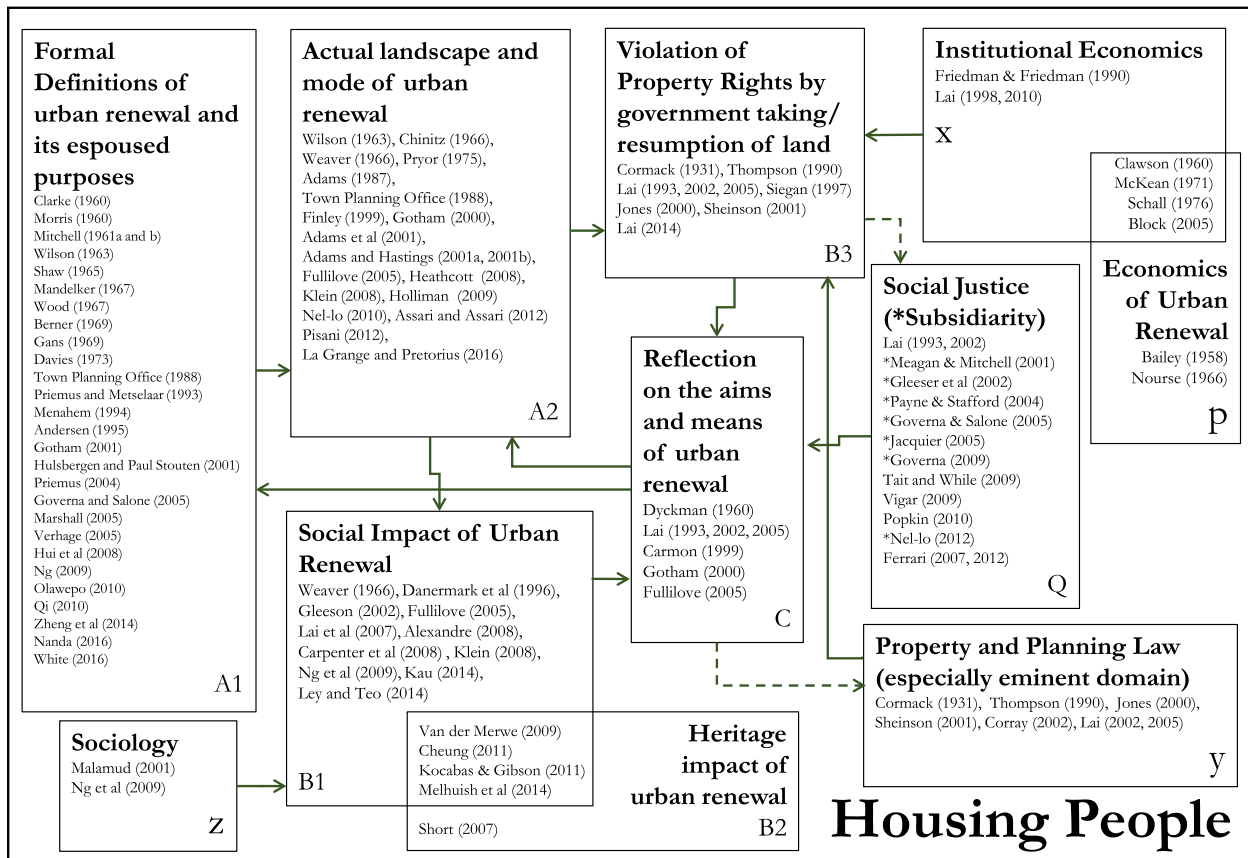 Formal
Definitions of
urban renewal and
its espoused
purposes
Clarke (1960)
Morris (1960)
Mitchell (1961a and b)
Wilson (1963)
Shaw (1965)
Mandelker (1967)
Wood (1967)
Berner (1969)
Gans (1969)
Davies (1973)
Town Planning Office (1988)
Priemus and Metselaar (1993)
Menahem (1994)
Andersen (1995)
Gotham (2001)
Hulsbergen and Paul Stouten (2001)
Priemus (2004)
Governa and Salone (2005)
Marshall (2005)
Verhage (2005)
Hui et al (2008)
Ng (2009)
Olawepo (2010)
Qi (2010)
Zheng et al (2014)
Nanda (2016)
White (2016)
A1
Actual landscape and
mode of urban
renewal
Wilson (1963), Chinitz (1966),
Weaver (1966), Pryor (1975),
Adams (1987),
Town Planning Office (1988),
Finley (1999), Gotham (2000),
Adams et al (2001),
Adams and Hastings (2001a, 2001b),
Fullilove (2005), Heathcott (2008),
Klein (2008), Holliman (2009)
Nel-lo (2010), Assari and Assari (2012)
Pisani (2012),
La Grange and Pretorius (2016)
A2
Violation of
Property Rights by
government taking/
resumption of land
Cormack (1931), Thompson (1990)
Lai (1993, 2002, 2005), Siegan (1997)
Jones (2000), Sheinson (2001)
Lai (2014)
B3
Institutional Economics
Friedman & Friedman (1990)
Lai (1998, 2010)
x
Clawson (1960)
McKean (1971)
Schall (1976)
Block (2005)
Economics
of Urban
Renewal
Bailey (1958)
Nourse (1966)
p
Social Justice
(*Subsidiarity)
Lai (1993, 2002)
*Meagan & Mitchell (2001)
*Gleeser et al (2002)
*Payne & Stafford (2004)
*Governa & Salone (2005)
*Jacquier (2005)
*Governa (2009)
Tait and While (2009)
Vigar (2009)
Popkin (2010)
*Nel-lo (2012)
Ferrari (2007, 2012)
Q
Reflection
on the aims
and means
of urban
renewal
Dyckman (1960)
Lai (1993, 2002, 2005)
Carmon (1999)
Gotham (2000)
Fullilove (2005)
C
Social Impact of Urban
Renewal
Weaver (1966), Danermark et al (1996),
Gleeson (2002), Fullilove (2005),
Lai et al (2007), Alexandre (2008),
Carpenter et al (2008) , Klein (2008),
Ng et al (2009), Kau (2014),
Ley and Teo (2014)
B1
Van der Merwe (2009)
Cheung (2011)
Kocabas & Gibson (2011)
Melhuish et al (2014)
Short (2007)
Heritage
impact of
urban renewal
B2
Sociology
Malamud (2001)
Ng et al (2009)
z
Property and Planning Law
(especially eminent domain)
Cormack (1931), Thompson (1990), Jones (2000),
Sheinson (2001), Corray (2002), Lai (2002, 2005)
y
Housing People